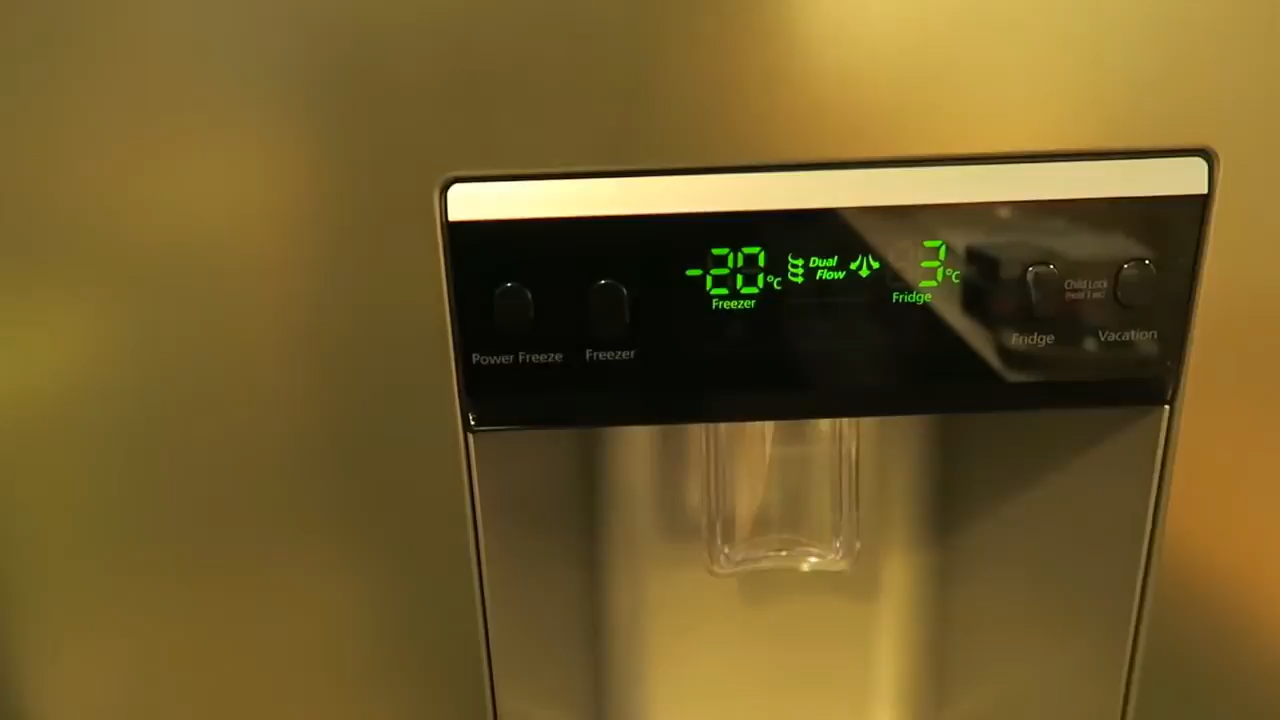 -20°C
Freezer
Dual
Flow
3°C
Fridge
Power Freeze
Freezer
Child Lock
Fridge
Vacation